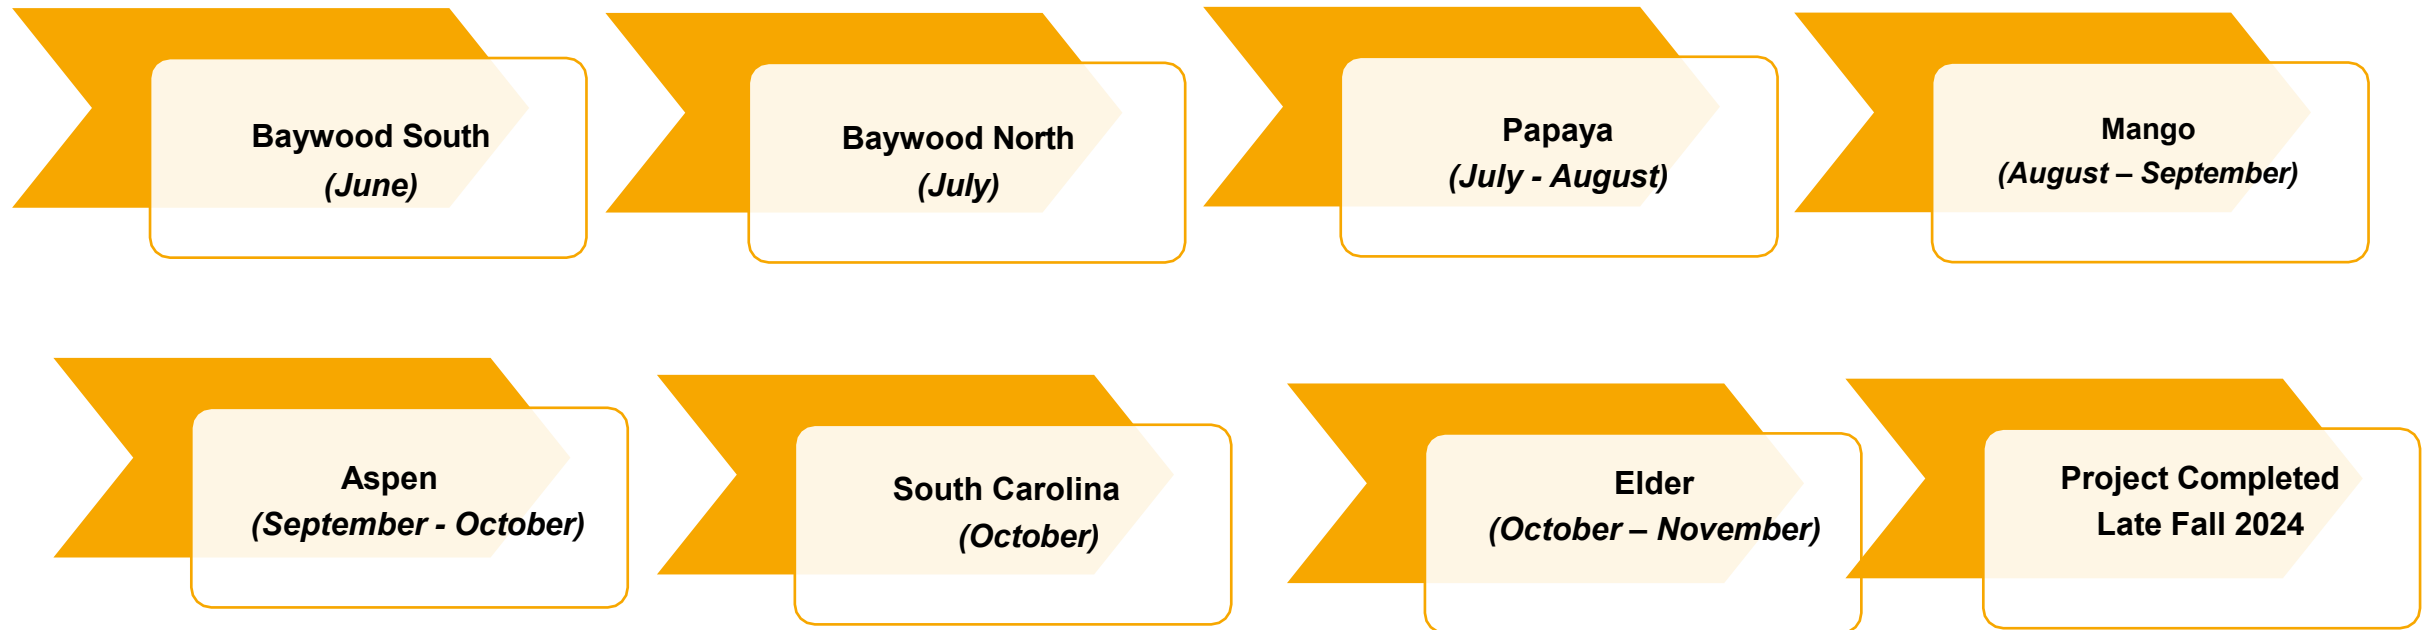 Baywood South
(June)
Baywood North
(July)
Papaya
(July - August)
Mango
(August – September)
Aspen
(September - October)
South Carolina
(October)
Elder
(October – November)
Project Completed
Late Fall 2024